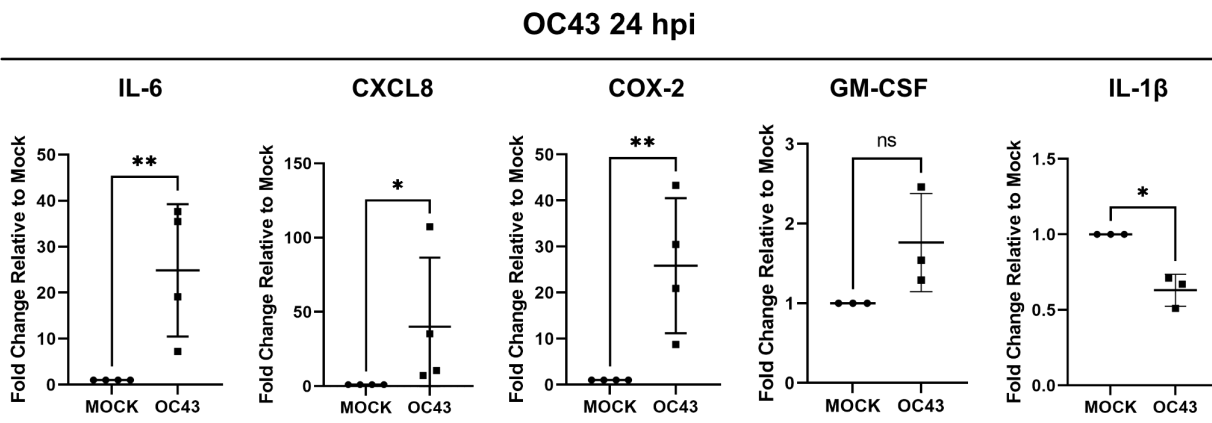 OC43 24 hpi
IL-6
Fold Change Relative to Mock
50
40
30
20
10
0
**
MOCK OC43
CXCL8
Fold Change Relative to Mock
150
100
50
0
*
MOCK OC43
COX-2
Fold Change Relative to Mock
50
40
30
20
10
0
**
MOCK OC43
GM-CSF
Fold Change Relative to Mock
3
2
1
0
ns
MOCK OC43
IL-1β
Fold Change Relative to Mock
1.5
1.0
0.5
0.0
*
MOCK OC43